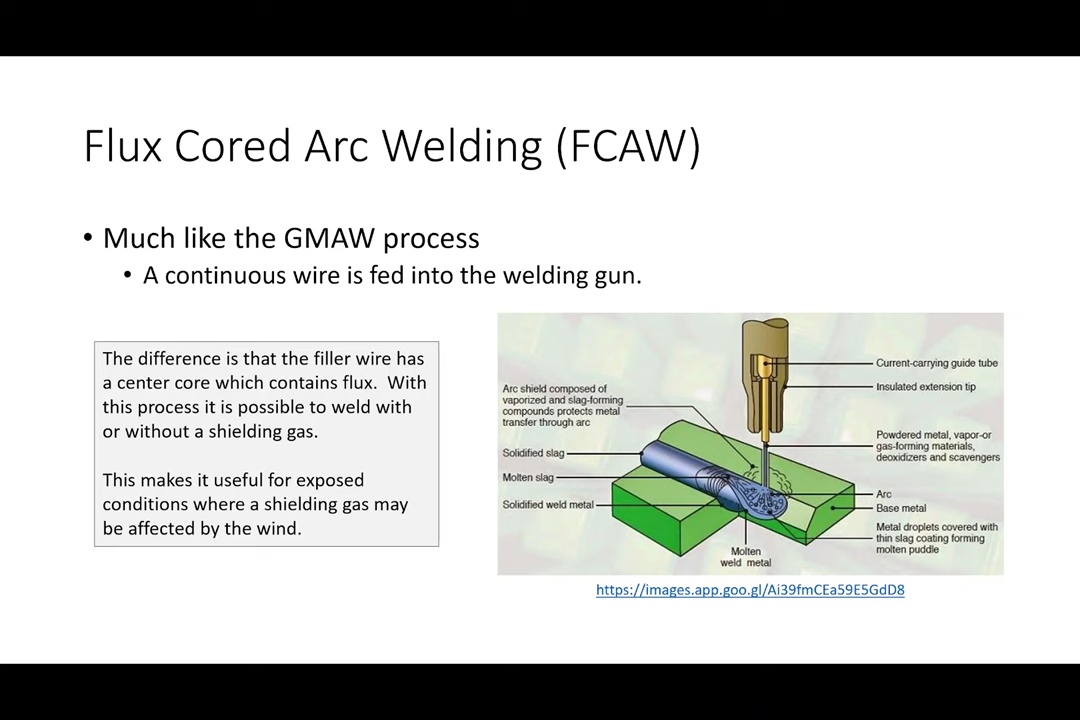 Flux Cored Arc Welding (FCAW)
• Much like the GMAW process
• A continuous wire is fed into the welding gun.
The difference is that the filler wire has
a center core which contains flux.  With
this process it is possible to weld with
or without a shielding gas.
This makes it useful for exposed
conditions where a shielding gas may
be affected by the wind.
Arc shield composed of
vaporized and slag-forming
compounds protects metal
transfer through arc
Solidified slag
Molten slag
Solidified weld metal
Molten
weld metal
Current-carrying guide tube
Insulated extension tip
Powdered metal, vapor-or
gas-forming materials,
deoxidizers and scavengers
Arc
Base metal
Metal droplets covered with
thin slag coating forming
molten puddle
https://images.app.goo.gl/Ai39fmCEa59E5GdD8